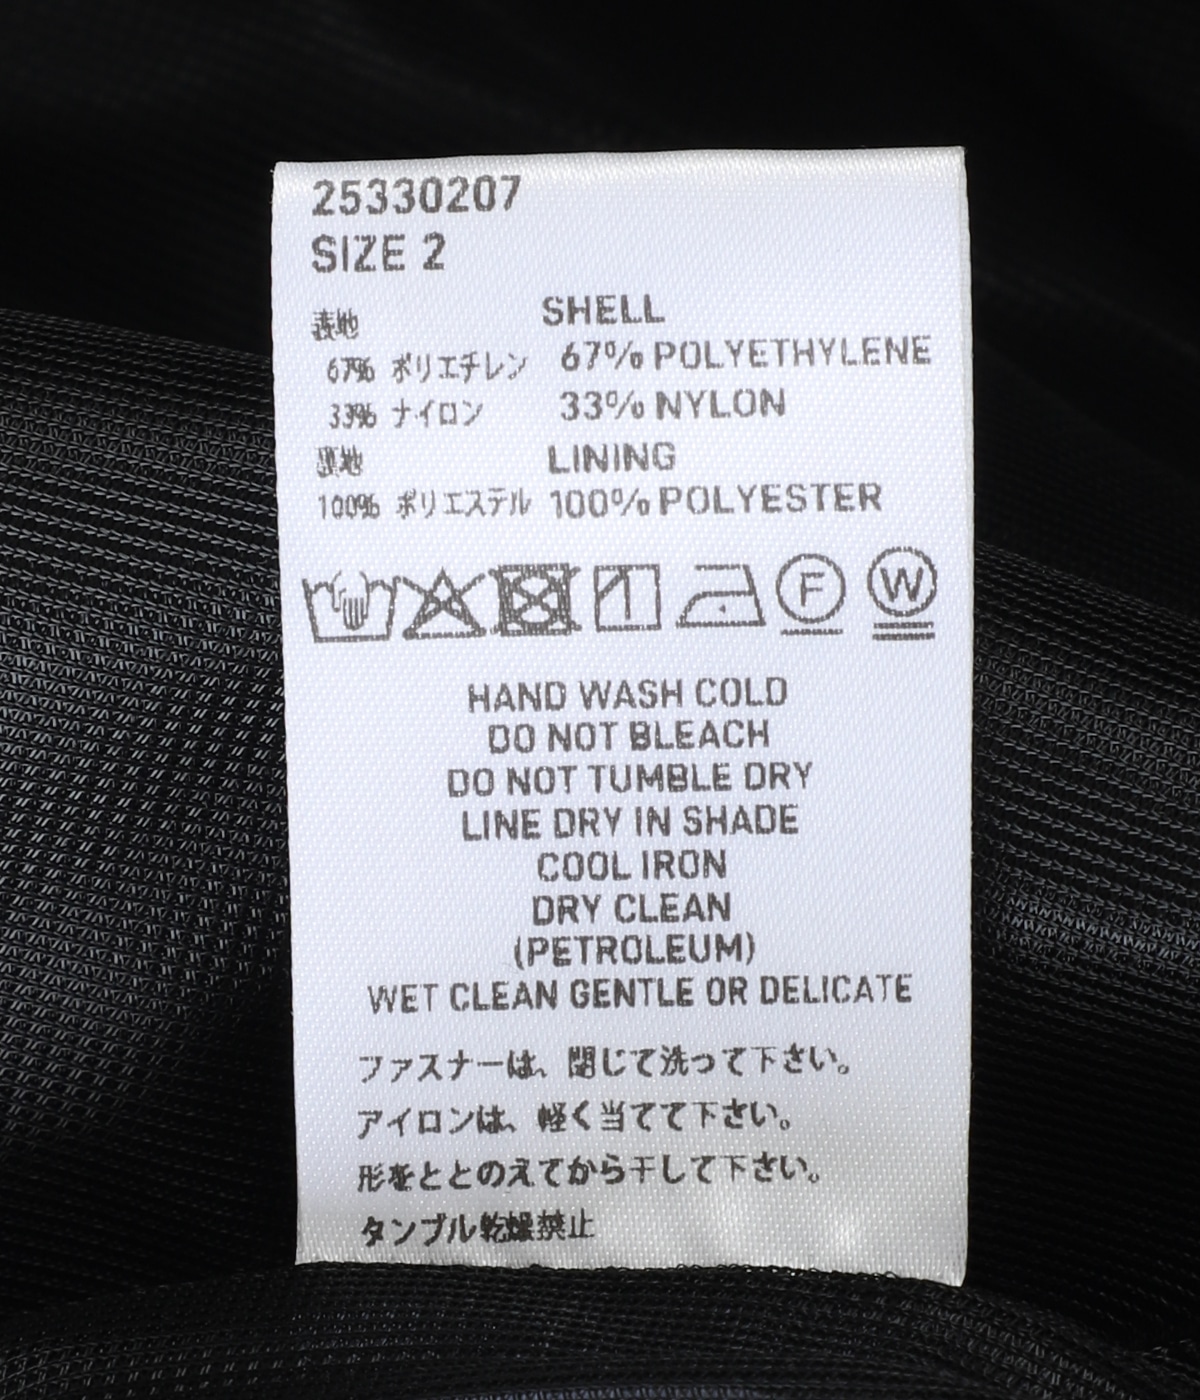 25330207
SIZE 2
表地 SHELL
67% ポリエチレン 67% POLYETHYLENE
33% ナイロン 33% NYLON
裏地 LINING
100% ポリエステル 100% POLYESTER
F W
HAND WASH COLD
DO NOT BLEACH
DO NOT TUMBLE DRY
LINE DRY IN SHADE
COOL IRON
DRY CLEAN
(PETROLEUM)
WET CLEAN GENTLE OR DELICATE
ファスナーは、閉じて洗って下さい。
アイロンは、軽く当てて下さい。
形をととのえてから干して下さい。
タンブル乾燥禁止